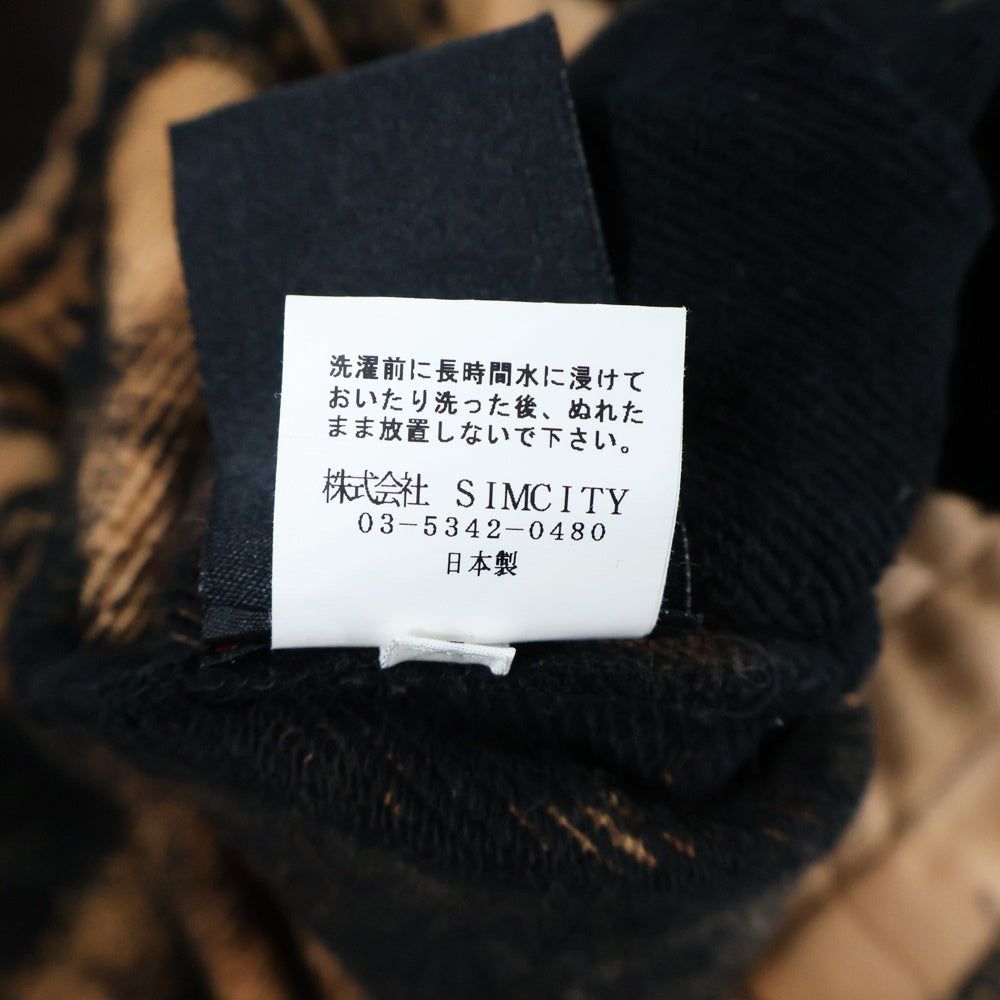 洗濯前に長時間水に浸けて
おいたり洗った後、ぬれた
まま放置しないで下さい。
株式会社 SIMCITY
03-5342-0480
日本製